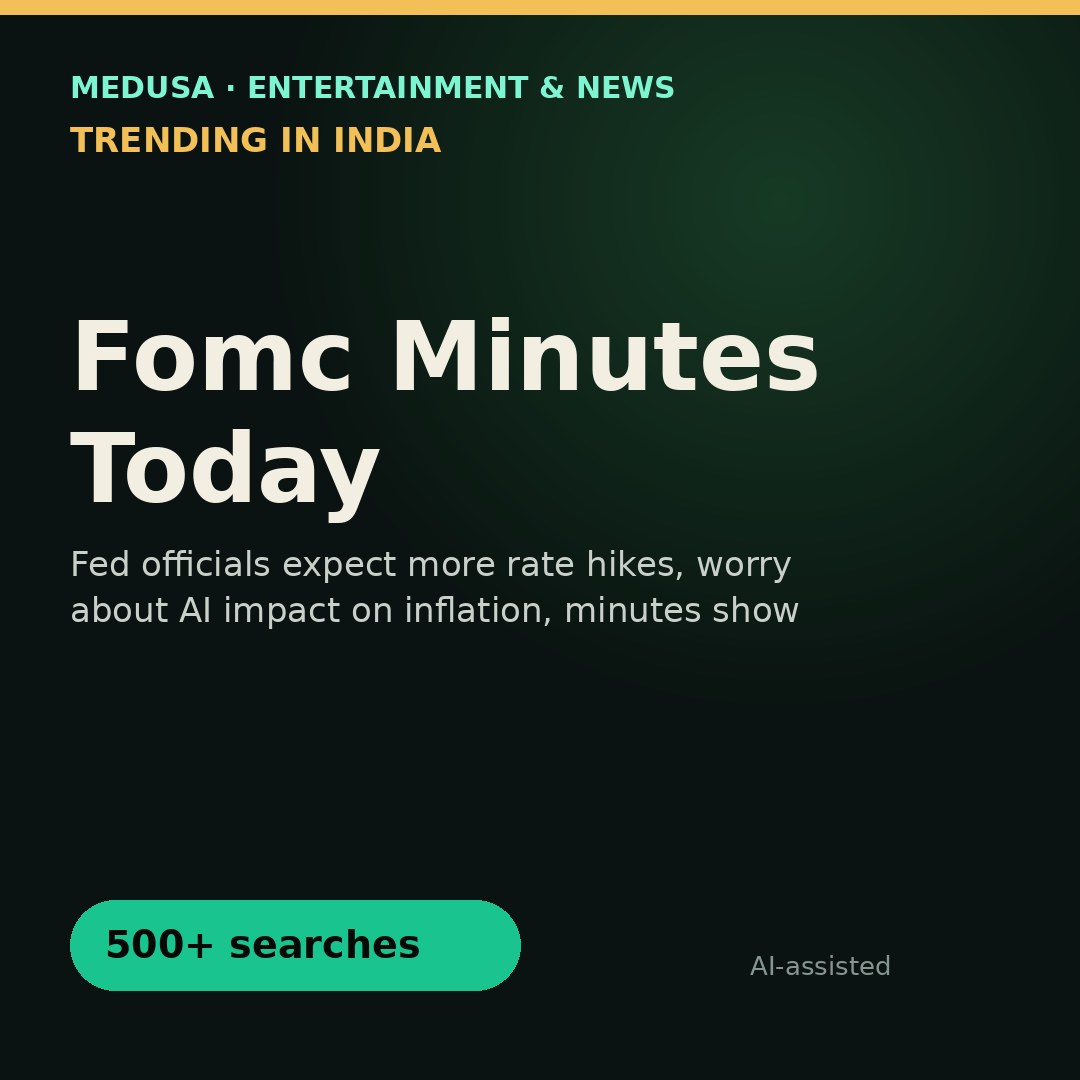 MEDUSA · ENTERTAINMENT & NEWS
TRENDING IN INDIA
Fomc Minutes
Today
Fed officials expect more rate hikes, worry
about AI impact on inflation, minutes show
500+ searches
AI-assisted